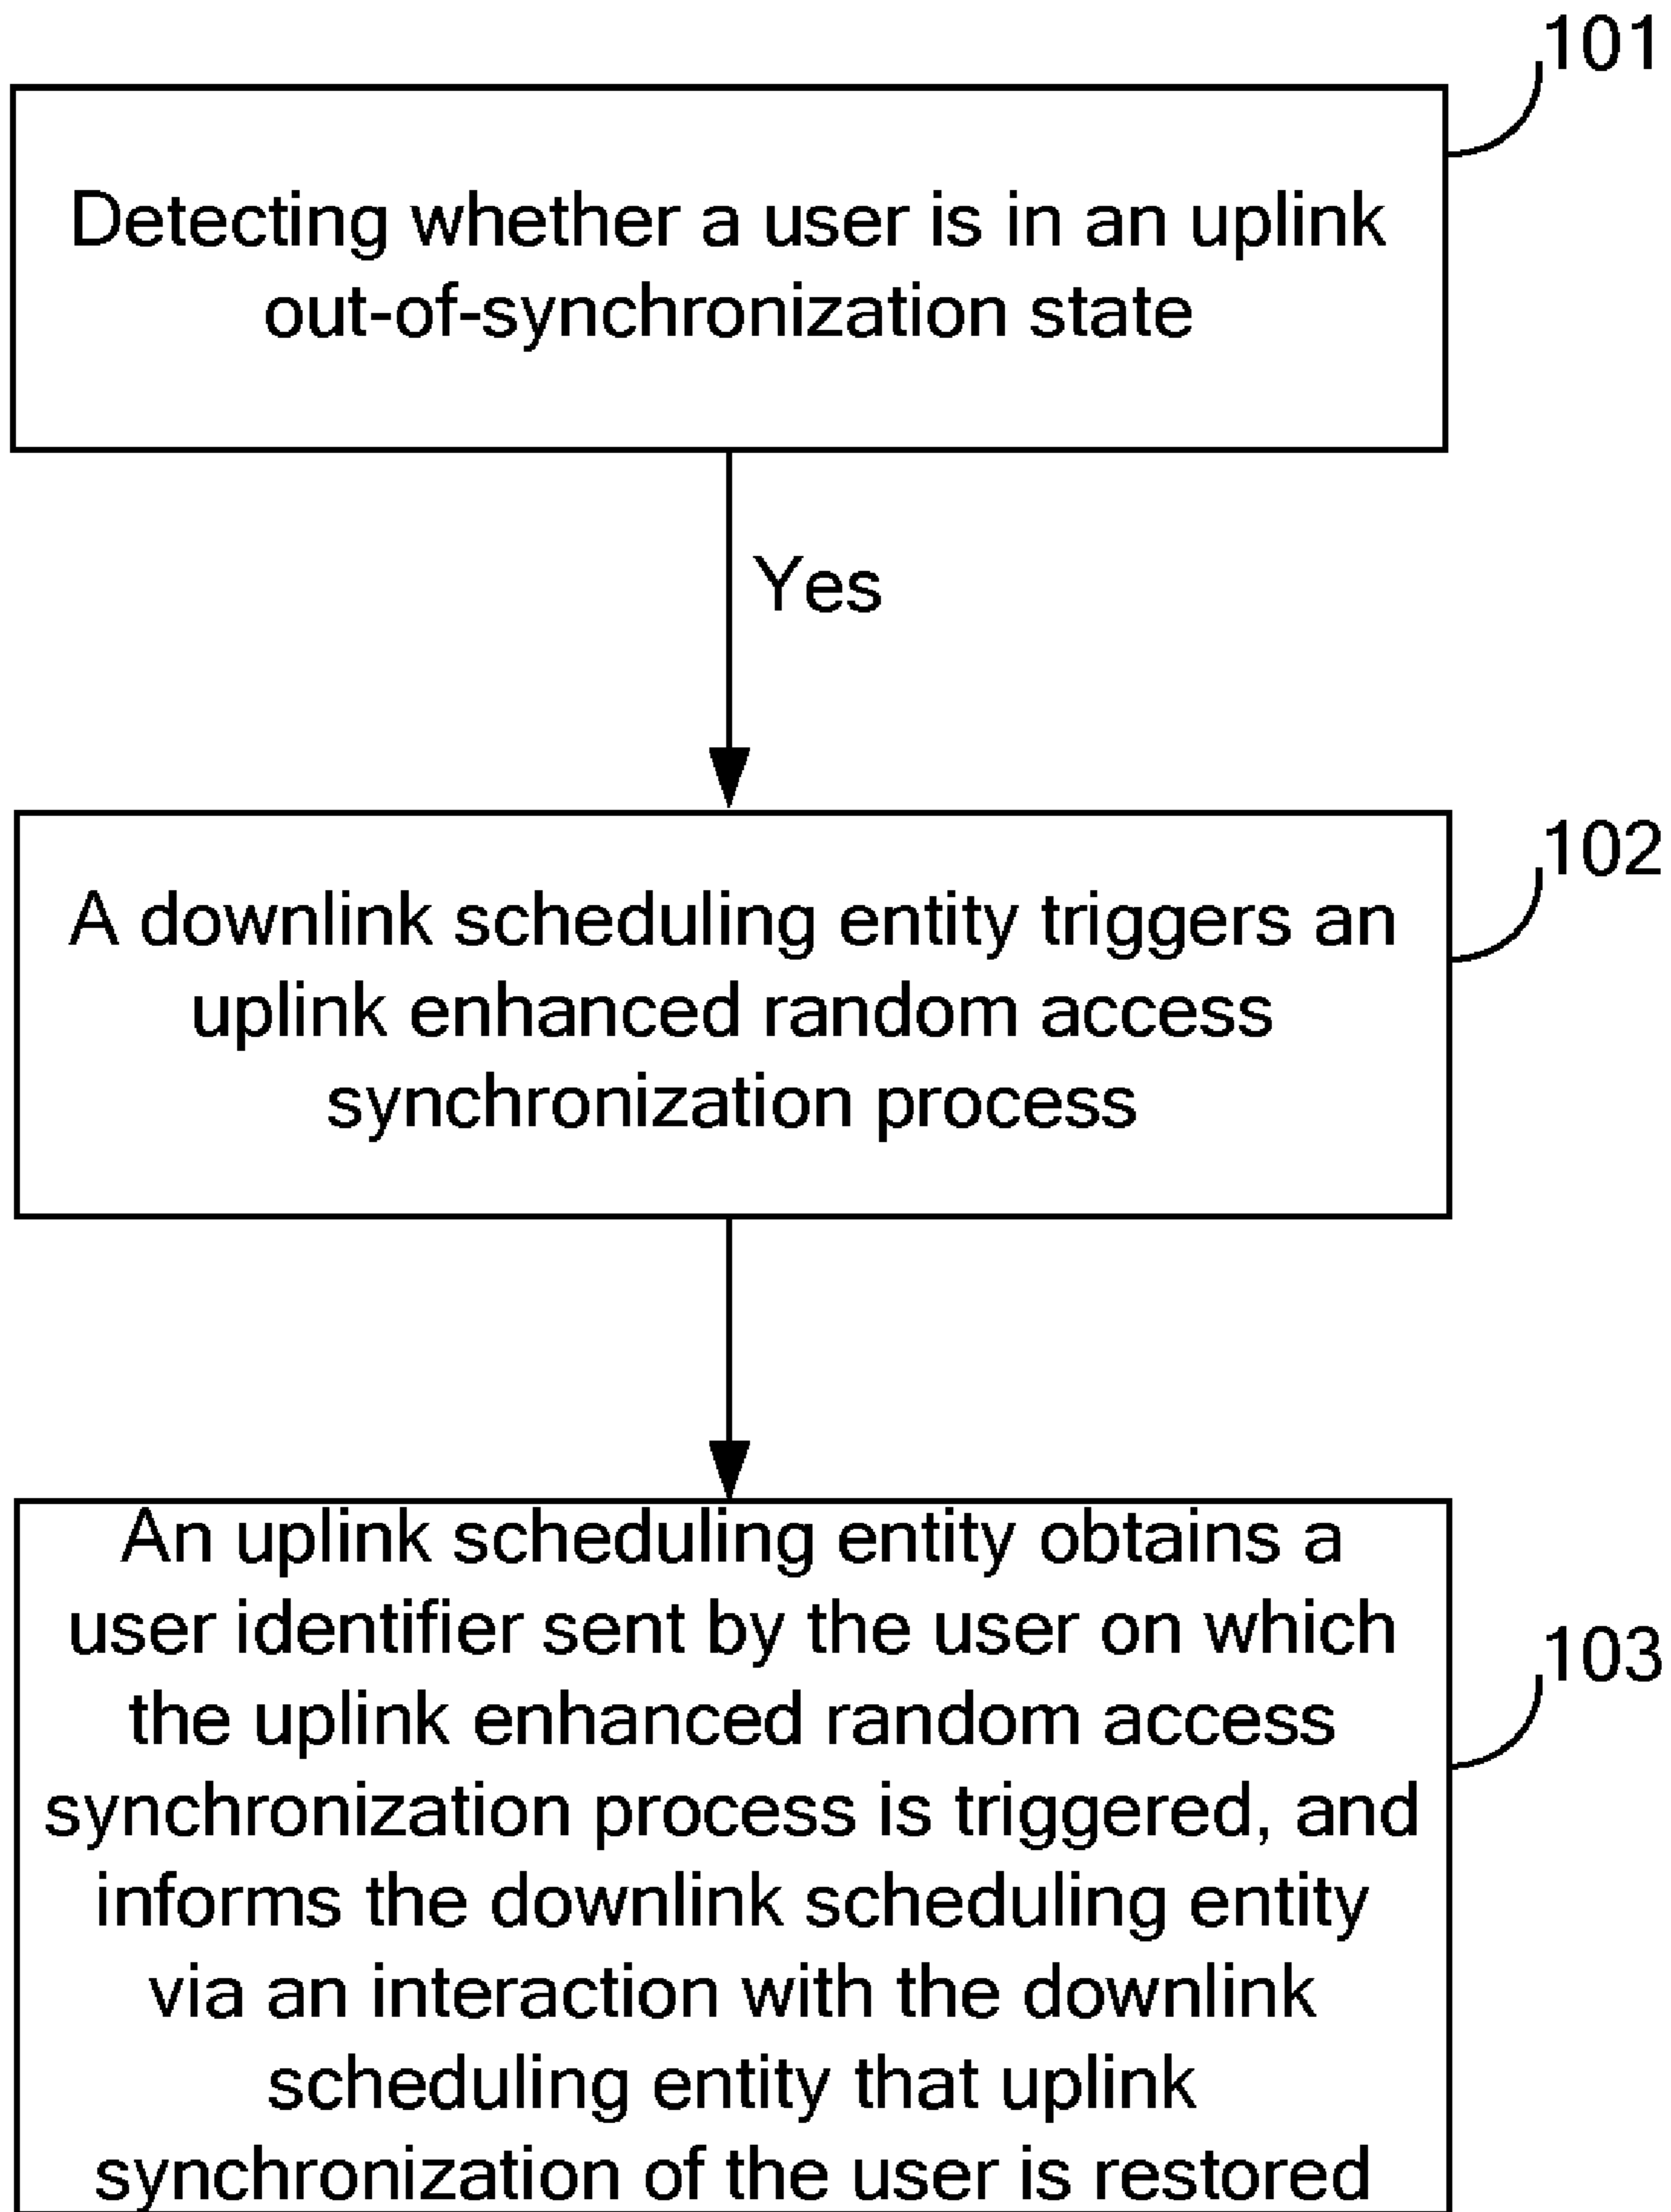 101
Detecting whether a user is in an uplink
out-of-synchronization state
Yes
102
A downlink scheduling entity triggers an
uplink enhanced random access
synchronization process
An uplink scheduling entity obtains a
user identifier sent by the user on which
103
the uplink enhanced random access
synchronization process is triggered, and
informs the downlink scheduling entity
via an interaction with the downlink
scheduling entity that uplink
synchronization of the user is restored